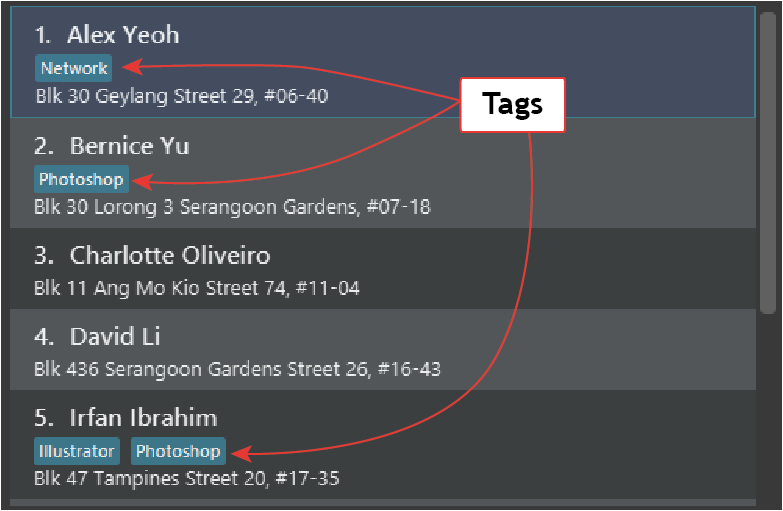 1. Alex Yeoh
Network
Blk 30 Geylang Street 29, #06-40
Tags
2. Bernice Yu
Photoshop
Blk 30 Lorong 3 Serangoon Gardens, #07-18
3. Charlotte Oliveiro
Blk 11 Ang Mo Kio Street 74, #11-04
4. David Li
Blk 436 Serangoon Gardens Street 26, #16-43
5. Irfan Ibrahim
Illustrator Photoshop
Blk 47 Tampines Street 20, #17-35